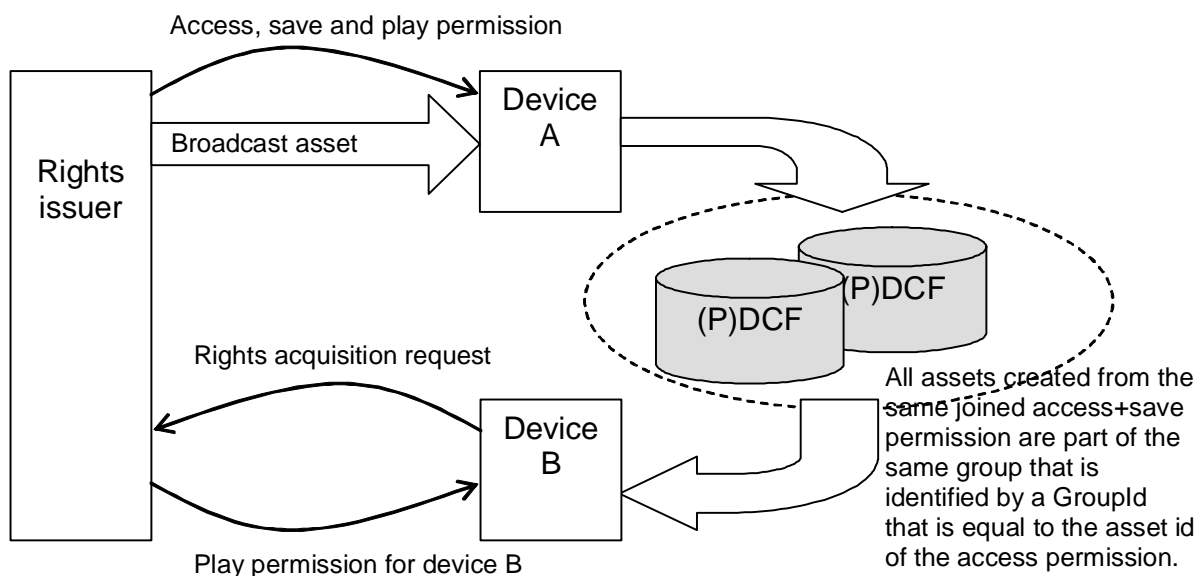 Access, save and play permission
Device
A
Broadcast asset
Rights
issuer
(P)DCF
(P)DCF
Rights acquisition request
Device
B
All assets created from the
same joined access+save
permission are part of the
same group that is
identified by a GroupId
that is equal to the asset id
of the access permission.
Play permission for device B